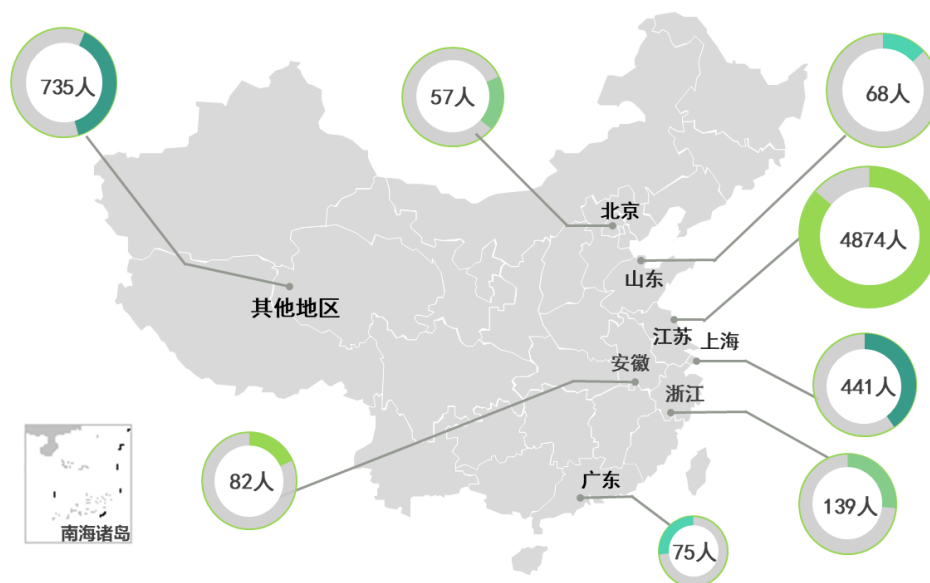 735人
57人
68人
北京
4874人
山东
其他地区
江苏
上海
安徽
441人
浙江
82人
广东
139人
南海诸岛
75人